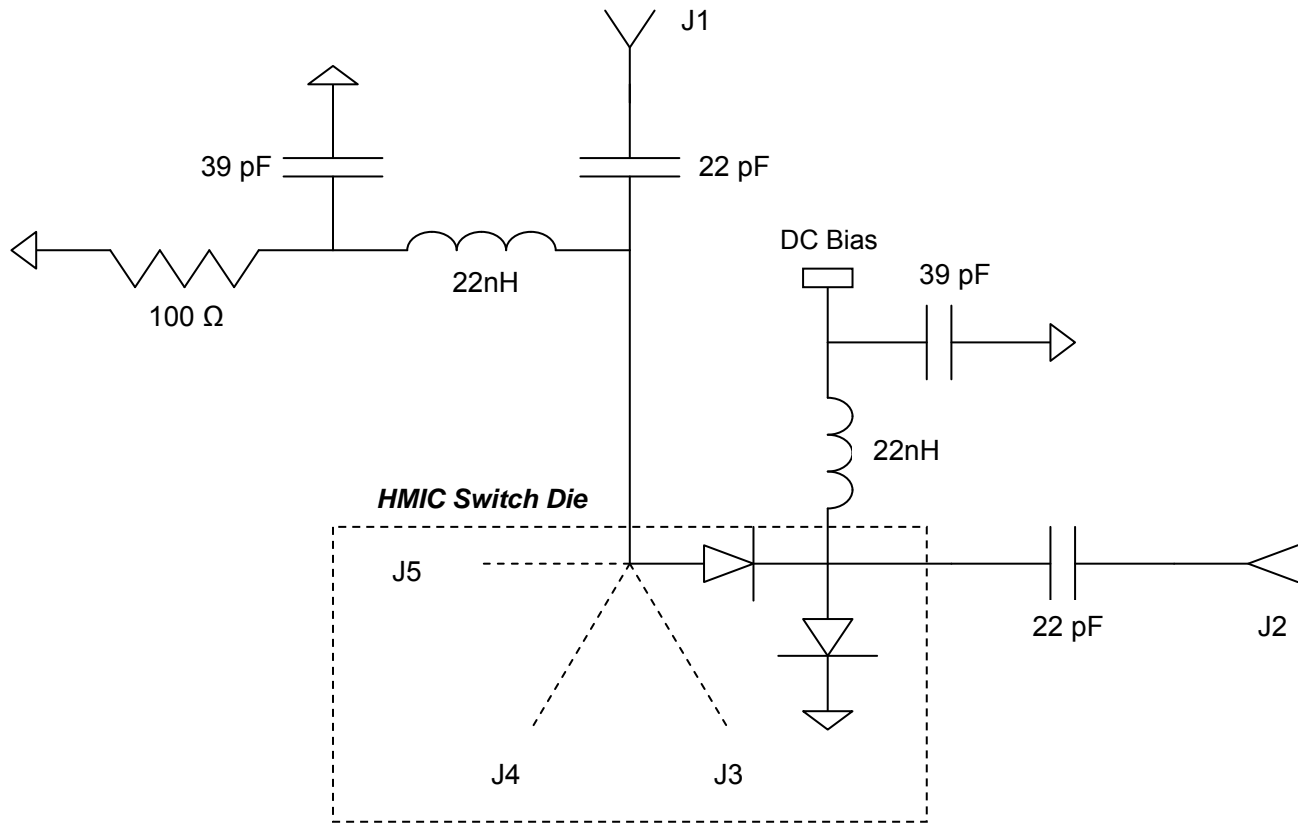 J1
39 pF
22 pF
DC Bias
39 pF
22nH
100 Ω
22nH
HMIC Switch Die
J5
22 pF
J2
J4
J3